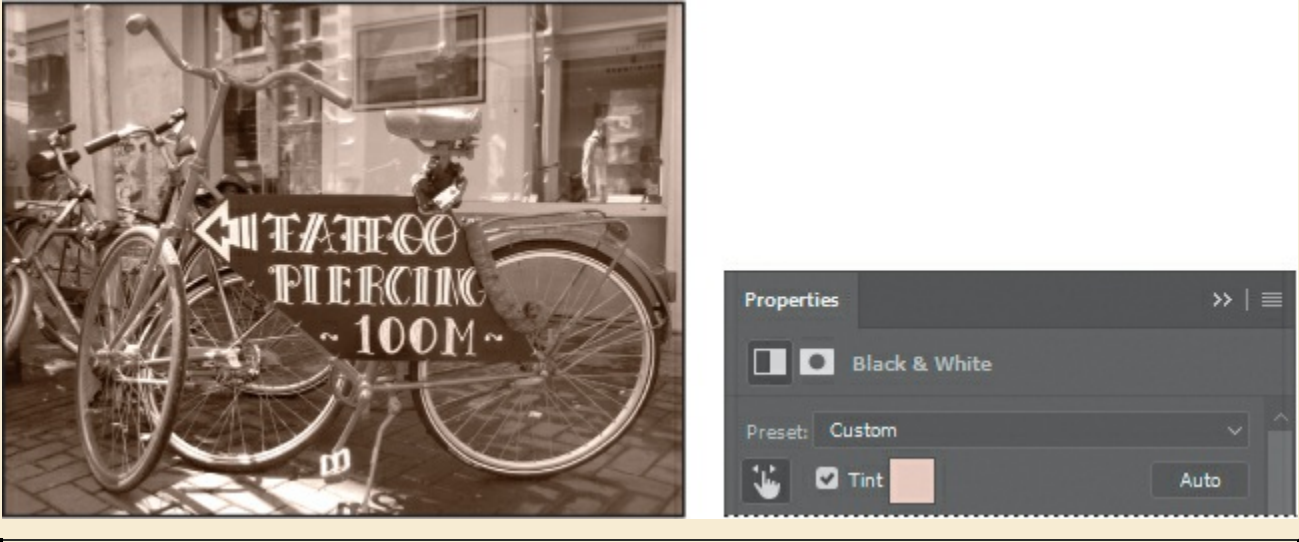 TATTOO
PIERCING
~ 100M ~
Properties
Black & White
Preset: Custom
Tint
Auto